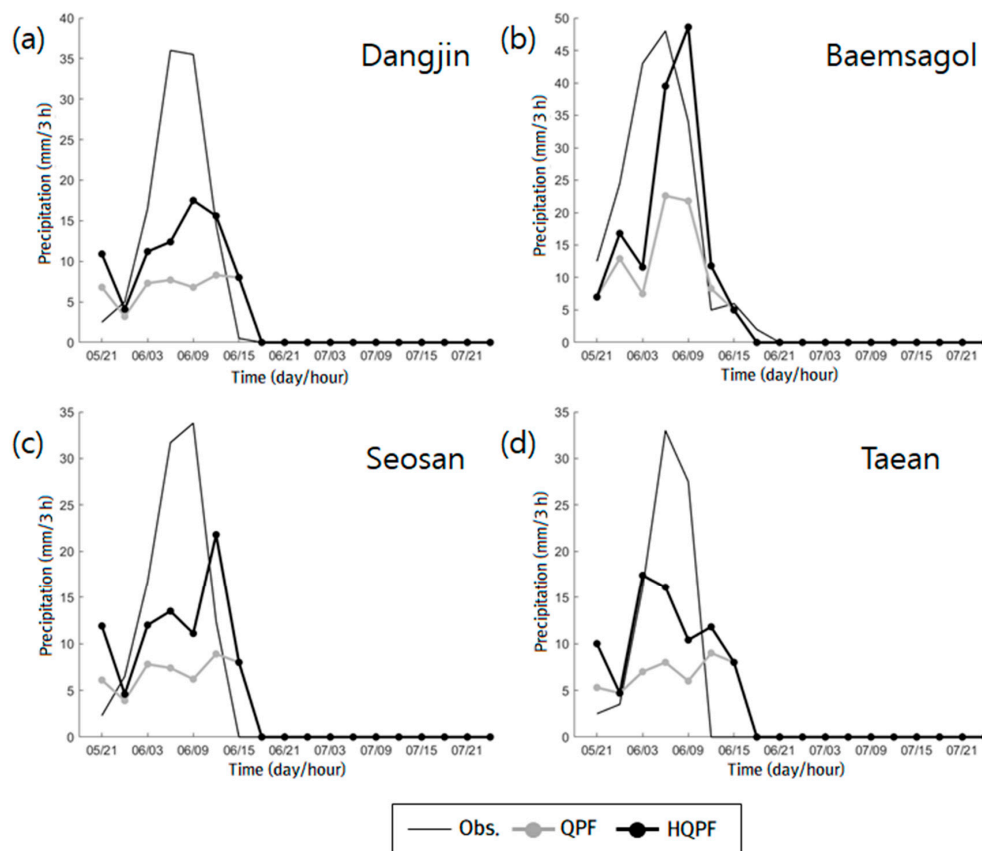 (a)
Dangjin
Precipitation (mm/3 h)
40
35
30
25
20
15
10
5
0
05/21 06/03 06/09 06/15 06/21 07/03 07/09 07/15 07/21
Time (day/hour)
(b)
Baemsagol
Precipitation (mm/3 h)
50
45
40
35
30
25
20
15
10
5
0
05/21 06/03 06/09 06/15 06/21 07/03 07/09 07/15 07/21
Time (day/hour)
(c)
Seosan
Precipitation (mm/3 h)
35
30
25
20
15
10
5
0
05/21 06/03 06/09 06/15 06/21 07/03 07/09 07/15 07/21
Time (day/hour)
(d)
Taean
Precipitation (mm/3 h)
35
30
25
20
15
10
5
0
05/21 06/03 06/09 06/15 06/21 07/03 07/09 07/15 07/21
Time (day/hour)
Obs. QPF HQPF